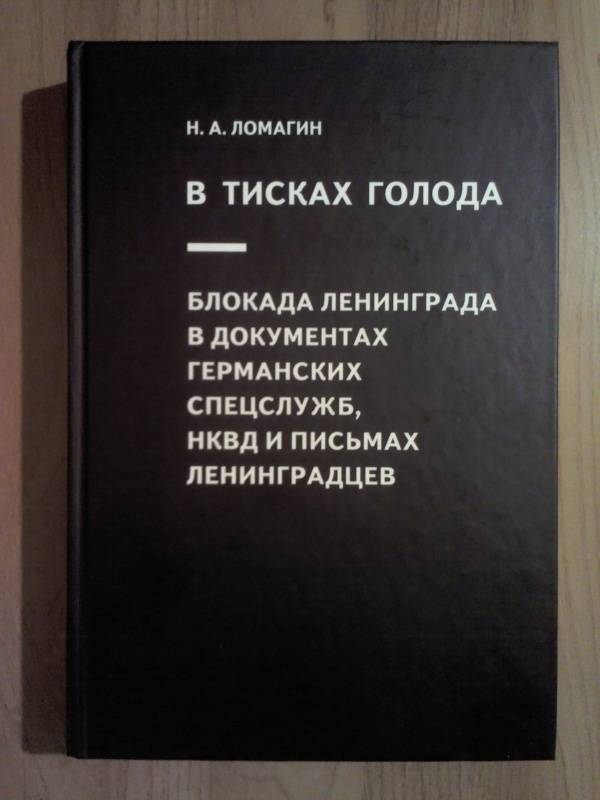 Н. А. ЛОМАГИН
В ТИСКАХ ГОЛОДА
БЛОКАДА ЛЕНИНГРАДА
В ДОКУМЕНТАХ
ГЕРМАНСКИХ
СПЕЦСЛУЖБ,
НКВД И ПИСЬМАХ
ЛЕНИНГРАДЦЕВ